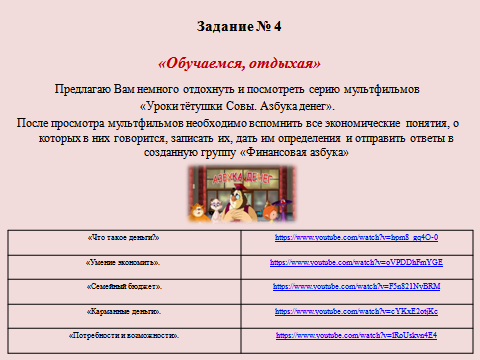 Задание № 4
«Обучаемся, отдыхая»
Предлагаю Вам немного отдохнуть и посмотреть серию мультфильмов
«Уроки тётушки Совы. Азбука денег».
После просмотра мультфильмов необходимо вспомнить все экономические понятия, о
которых в них говорится, записать их, дать им определения и отправить ответы в
созданную группу «Финансовая азбука»
АЗБУКА ДЕНЕГ
«Что такое деньги?» https://www.youtube.com/watch?v=hpm8_gq4O-0
«Умение экономить». https://www.youtube.com/watch?v=oVPDDhFmYGE
«Семейный бюджет». https://www.youtube.com/watch?v=F5n821NvBRM
«Карманные деньги». https://www.youtube.com/watch?v=cYKxE2otjKc
«Потребности и возможности». https://www.youtube.com/watch?v=lRoUskvn4E4